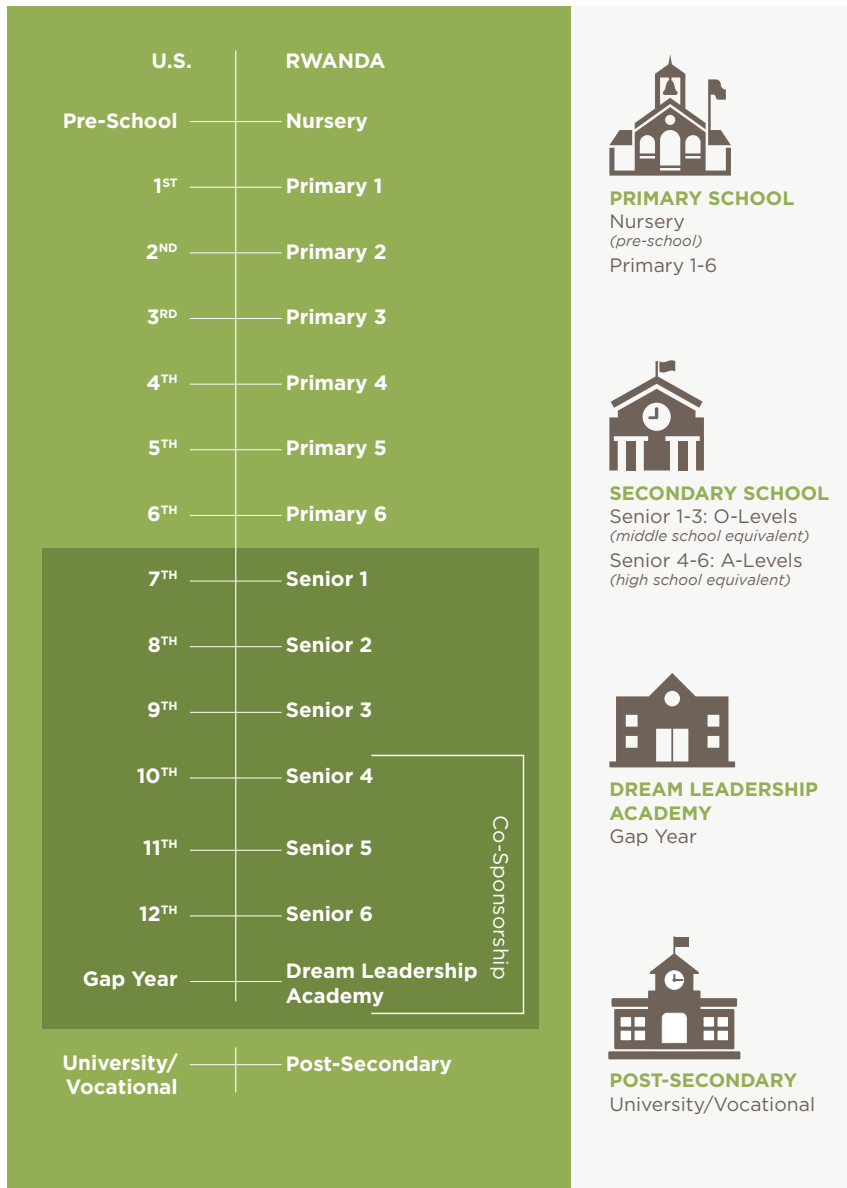 U.S. RWANDA
Pre-School Nursery
1ST Primary 1
2ND Primary 2
3RD Primary 3
4TH Primary 4
5TH Primary 5
6TH Primary 6
7TH Senior 1
8TH Senior 2
9TH Senior 3
10TH Senior 4
11TH Senior 5
12TH Senior 6
Gap Year Dream Leadership
Academy
Co-Sponsorship
University/ Post-Secondary
Vocational
PRIMARY SCHOOL
Nursery
(pre-school)
Primary 1-6
SECONDARY SCHOOL
Senior 1-3: O-Levels
(middle school equivalent)
Senior 4-6: A-Levels
(high school equivalent)
DREAM LEADERSHIP
ACADEMY
Gap Year
POST-SECONDARY
University/Vocational